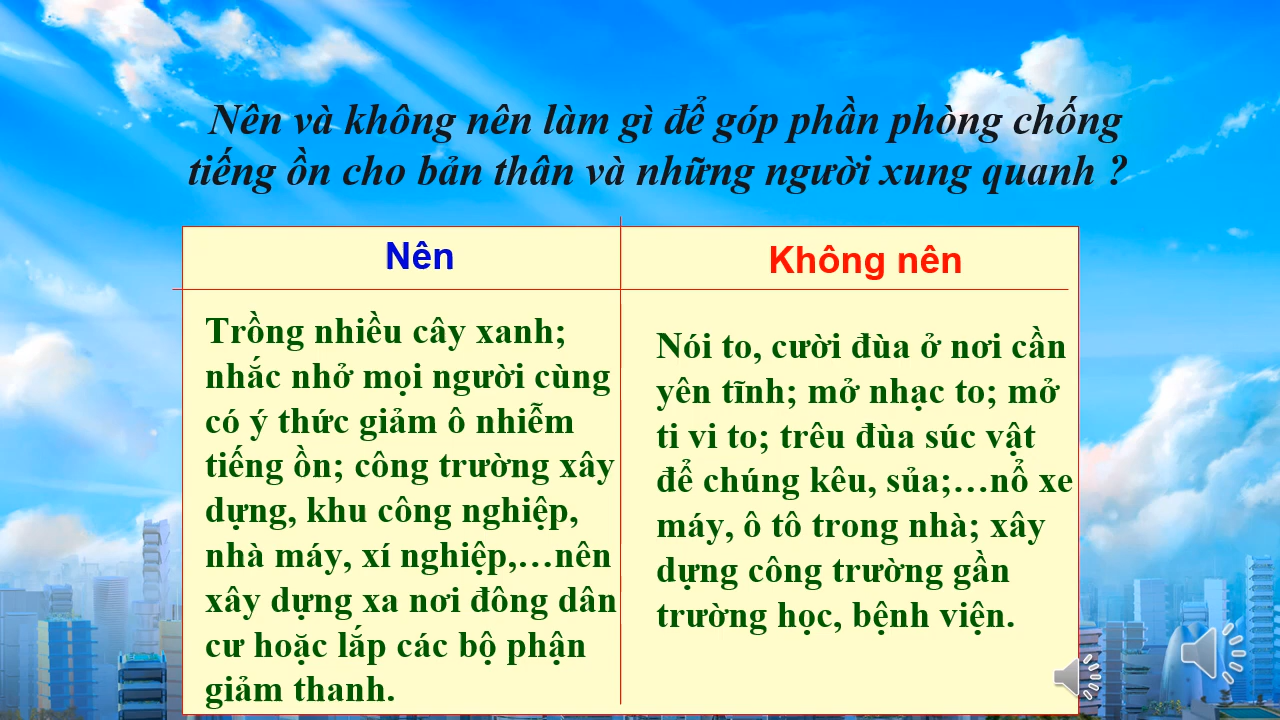 Nên và không nên làm gì để góp phần phòng chống
tiếng ồn cho bản thân và những người xung quanh ?
Nên
Trồng nhiều cây xanh;
nhắc nhở mọi người cùng
có ý thức giảm ô nhiễm
tiếng ồn; công trường xây
dựng, khu công nghiệp,
nhà máy, xí nghiệp,…nên
xây dựng xa nơi đông dân
cư hoặc lắp các bộ phận
giảm thanh.
Không nên
Nói to, cười đùa ở nơi cần
yên tĩnh; mở nhạc to; mở
ti vi to; trêu đùa súc vật
để chúng kêu, sủa;…nổ xe
máy, ô tô trong nhà; xây
dựng công trường gần
trường học, bệnh viện.